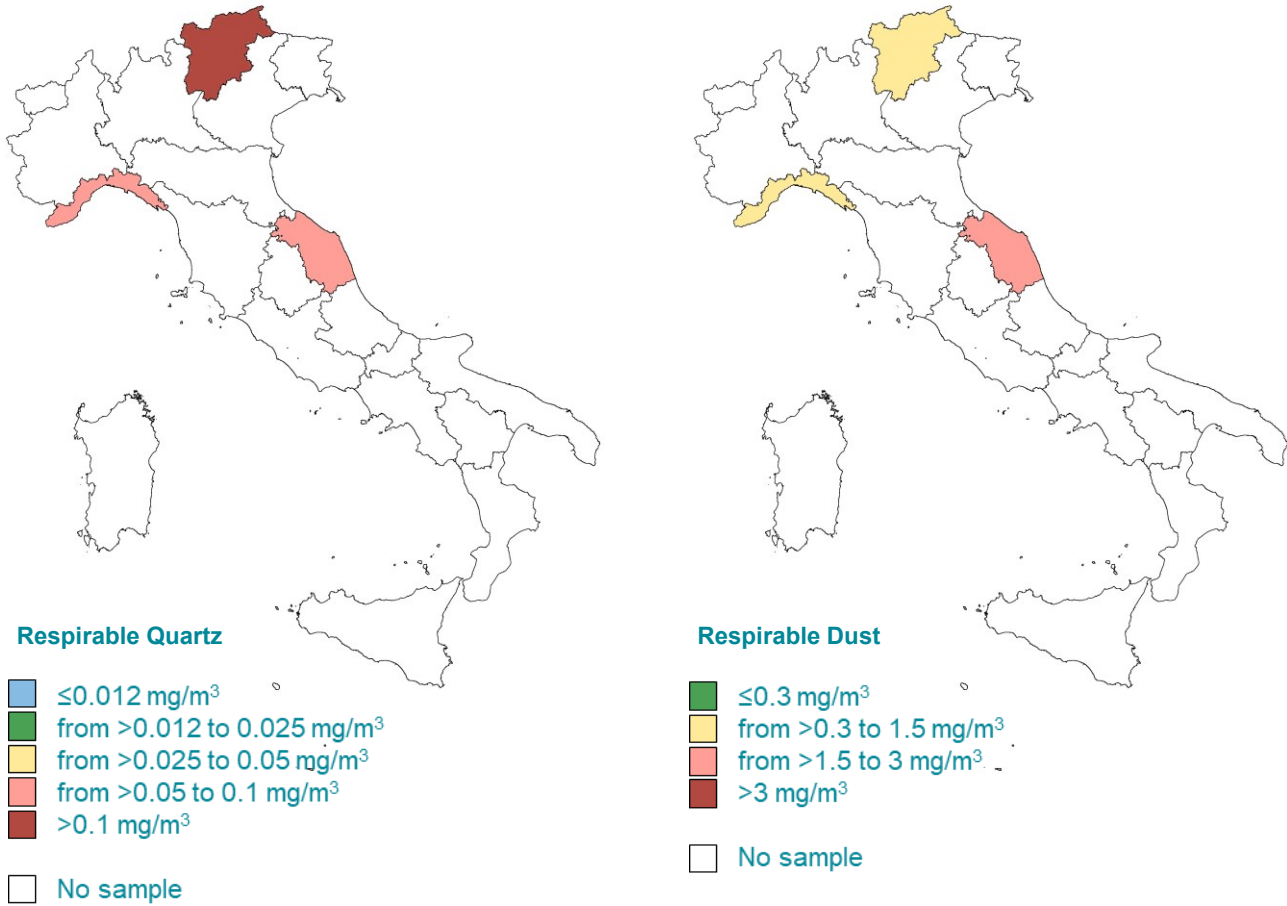 Respirable Quartz
≤0.012 mg/m³
from >0.012 to 0.025 mg/m³
from >0.025 to 0.05 mg/m³
from >0.05 to 0.1 mg/m³
>0.1 mg/m³
No sample
Respirable Dust
≤0.3 mg/m³
from >0.3 to 1.5 mg/m³
from >1.5 to 3 mg/m³
>3 mg/m³
No sample